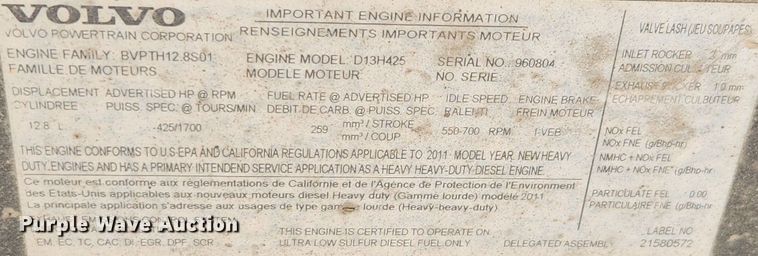 VOLVO
VOLVO POWERTRAIN CORPORATION
IMPORTANT ENGINE INFORMATION
RENSEIGNEMENTS IMPORTANTS MOTEUR
ENGINE FAMILY: BVPTH12.8S01
FAMILLE DE MOTEURS:
ENGINE MODEL: D13H425
MODELE MOTEUR:
SERIAL NO.: 960804
NO. SERIE:
DISPLACEMENT
CYLINDREE
12.8 L
ADVERTISED HP @ RPM
PUISS. SPEC. @ TOURS/MIN
425/1700
FUEL RATE @ ADVERTISED HP
DEBIT.DE CARB. @ PUISS. SPEC.
259 mm³/ STROKE
mm³ / COUP
IDLE SPEED
RALENTI
550-700 RPM
ENGINE BRAKE
FREIN MOTEUR
I-VEB
THIS ENGINE CONFORMS TO U.S EPA AND CALIFORNIA REGULATIONS APPLICABLE TO 2011 MODEL YEAR NEW HEAVY
DUTY ENGINES AND HAS A PRIMARY INTENDEND SERVICE APPLICATION AS A HEAVY HEAVY-DUTY DIESEL ENGINE.
Ce moteur est conforme aux réglementations de Californie et de l'Agence de Protection de l'Environment
des Etats-Unis applicables aux nouveaux moteurs diesel Heavy duty (Gamme lourde) modèle 2011
La principale application s'adresse aux usages de type gamme lourde (Heavy-heavy-duty).
EM, EC, TC, CAC, DI, EGR, DPF, SCR
THIS ENGINE IS CERTIFIED TO OPERATE ON
ULTRA LOW SULFUR DIESEL FUEL ONLY
DELEGATED ASSEMBLY
VALVE LASH (JEU SOUPAPES)
INLET ROCKER mm
ADMISSION
EXHAUST mm
ECHAPEMENT CULBUTEUR
NOx FEL
NOx FNE (g/Bhp-hr)
NMHC + NOx FEL
NMHC + NOx FNE (g/Bhp-hr)
PARTICULATE FEL 0.00
PARTICULAIRE FNE (g/Bhp-hr)
LABEL NO
21580572
Purple Wave Auction